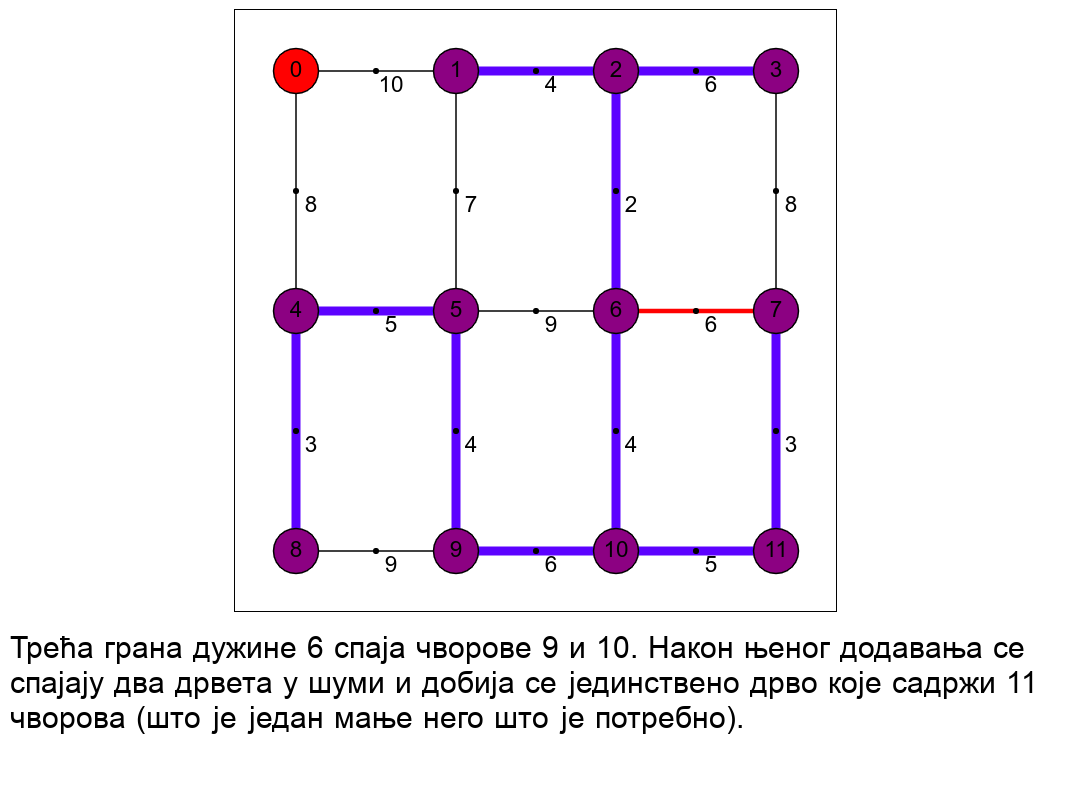 0 1 2 3
10 4 6
8 7 2 8
4 5 6 7
5 9 6
3 4 4 3
8 9 10 11
9 6 5
Трећа грана дужине 6 спаја чворове 9 и 10. Након њеног додавања се
спајају два дрвета у шуми и добија се јединствено дрво које садржи 11
чворова (што је један мање него што је потребно).